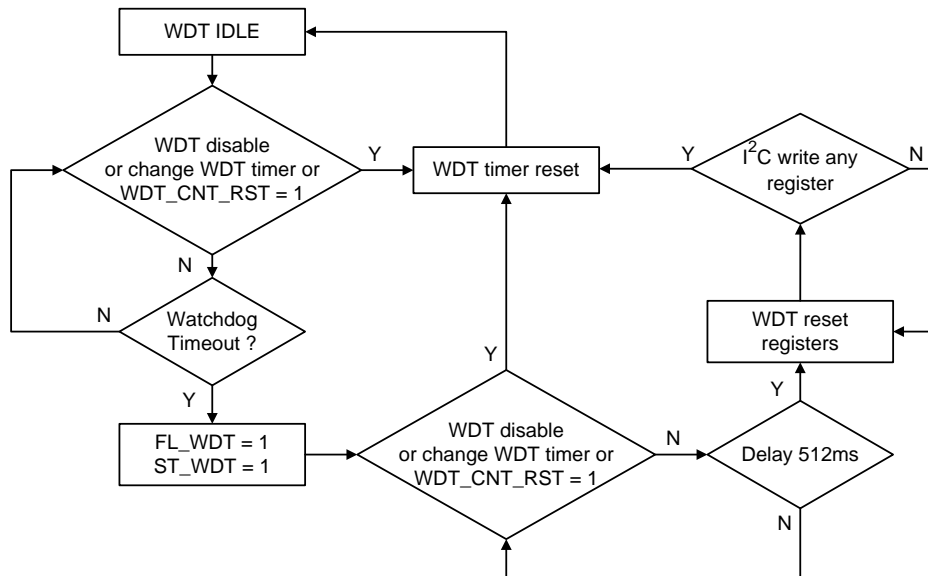 WDT IDLE
WDT disable
or change WDT timer or
WDT_CNT_RST = 1
Y
WDT timer reset
Y
I²C write any
register
N
N
Watchdog
Timeout ?
N
Y
FL_WDT = 1
ST_WDT = 1
Y
WDT disable
or change WDT timer or
WDT_CNT_RST = 1
N
WDT reset
registers
Y
Delay 512ms
N